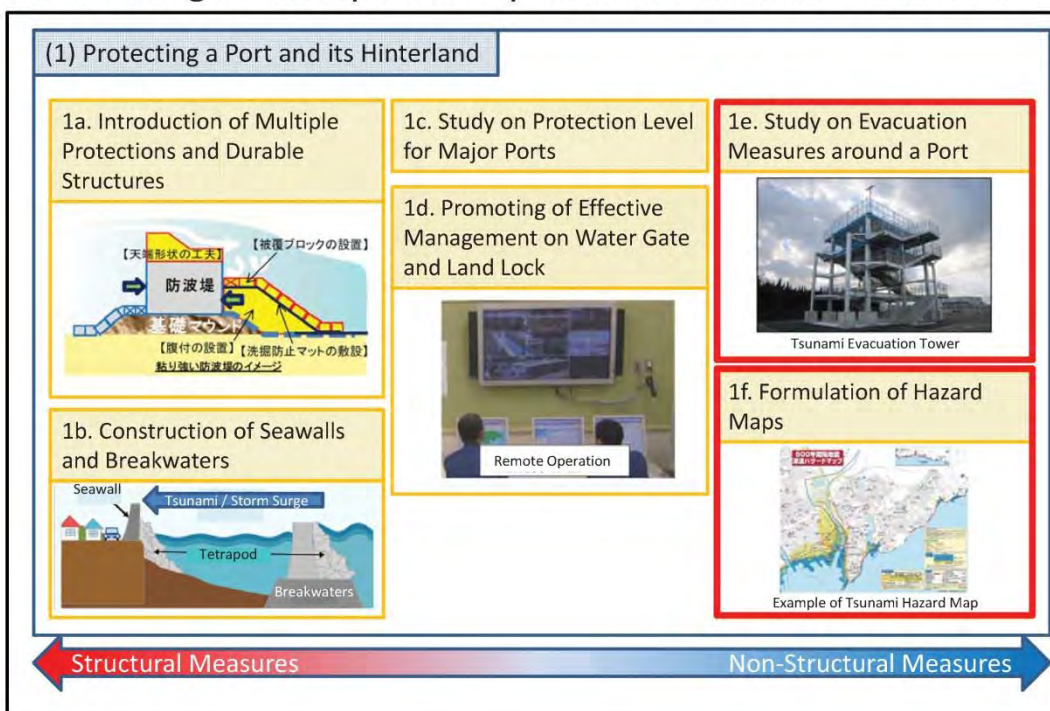 (1) Protecting a Port and its Hinterland
1a. Introduction of Multiple
Protections and Durable
Structures
【天端形状の工夫】
【被覆ブロックの設置】
防波堤
基礎マウンド
【腹付の設置】
【洗掘防止マットの敷設】
粘り強い防波堤のイメージ
1b. Construction of Seawalls
and Breakwaters
Seawall
Tsunami / Storm Surge
Tetrapod
Breakwaters
1c. Study on Protection Level
for Major Ports
1d. Promoting of Effective
Management on Water Gate
and Land Lock
Remote Operation
1e. Study on Evacuation
Measures around a Port
Tsunami Evacuation Tower
1f. Formulation of Hazard
Maps
Example of Tsunami Hazard Map
Structural Measures
Non-Structural Measures